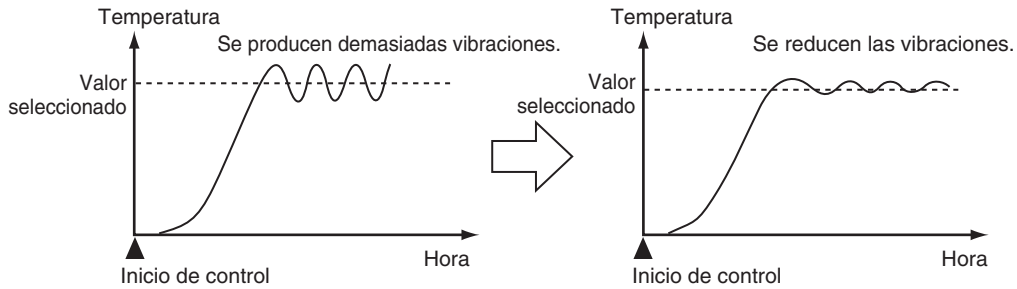 Temperatura
Se producen demasiadas vibraciones.
Valor
seleccionado
Hora
Inicio de control
Temperatura
Se reducen las vibraciones.
Valor
seleccionado
Hora
Inicio de control